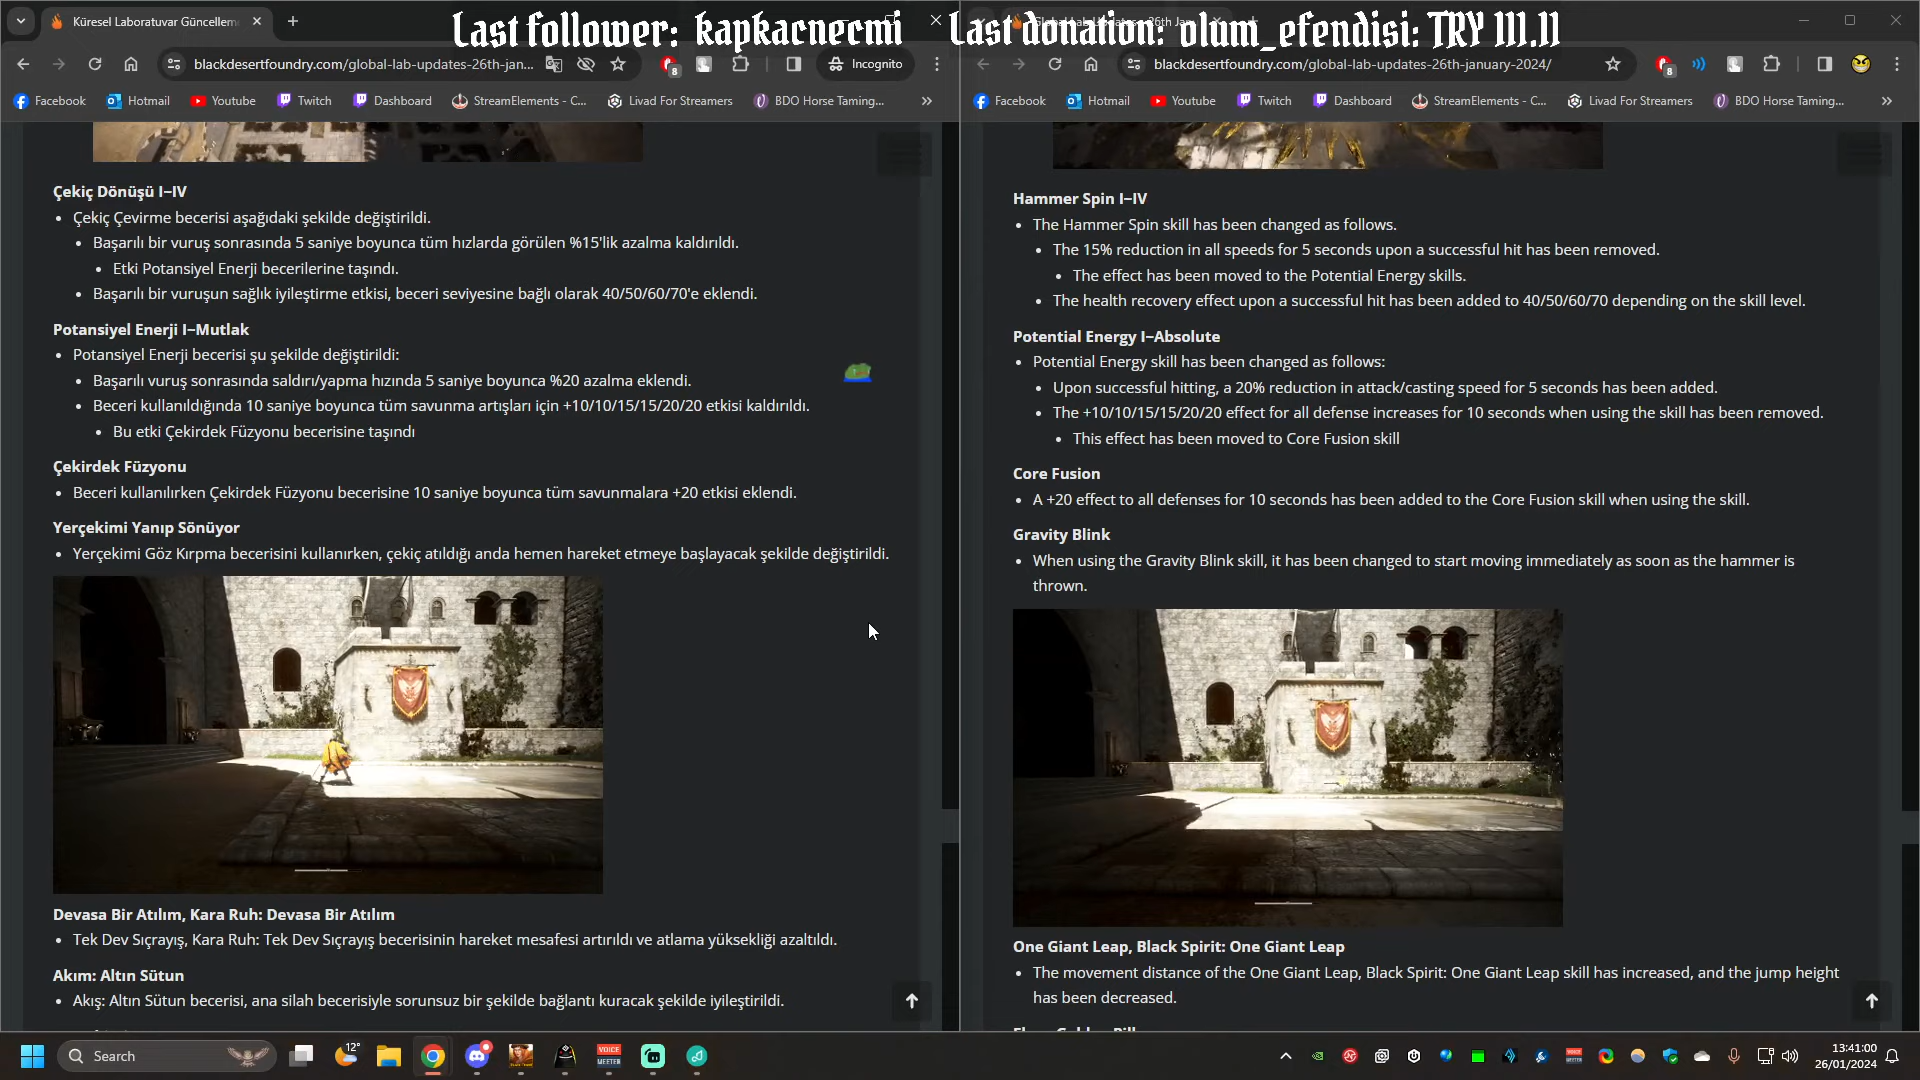 Last follower: kapkacnecmi
Last donation: olum_efendisi: TRY 111.11
Küresel Laboratuvar Güncellem
blackdesertfoundry.com/global-lab-updates-26th-jan...
8
Incognito
Facebook
Hotmail
Youtube
Twitch
Dashboard
StreamElements - C...
Livad For Streamers
BDO Horse Taming...
Çekiç Dönüşü I–IV
Çekiç Çevirme becerisi aşağıdaki şekilde değiştirildi.
Başarılı bir vuruş sonrasında 5 saniye boyunca tüm hızlarda görülen %15'lik azalma kaldırıldı.
Etki Potansiyel Enerji becerilerine taşındı.
Başarılı bir vuruşun sağlık iyileştirme etkisi, beceri seviyesine bağlı olarak 40/50/60/70'e eklendi.
Potansiyel Enerji I–Mutlak
Potansiyel Enerji becerisi şu şekilde değiştirildi:
Başarılı vuruş sonrasında saldırı/yapma hızında 5 saniye boyunca %20 azalma eklendi.
Beceri kullanıldığında 10 saniye boyunca tüm savunma artışları için +10/10/15/15/20/20 etkisi kaldırıldı.
Bu etki Çekirdek Füzyonu becerisine taşındı
Çekirdek Füzyonu
Beceri kullanılırken Çekirdek Füzyonu becerisine 10 saniye boyunca tüm savunmalara +20 etkisi eklendi.
Yerçekimi Yanıp Sönüyor
Yerçekimi Göz Kırpma becerisini kullanırken, çekiç atıldığı anda hemen hareket etmeye başlayacak şekilde değiştirildi.
Devasa Bir Atılım, Kara Ruh: Devasa Bir Atılım
Tek Dev Sıçrayış, Kara Ruh: Tek Dev Sıçrayış becerisinin hareket mesafesi artırıldı ve atlama yüksekliği azaltıldı.
Akım: Altın Sütun
Akış: Altın Sütun becerisi, ana silah becerisiyle sorunsuz bir şekilde bağlantı kuracak şekilde iyileştirildi.
blackdesertfoundry.com/global-lab-updates-26th-january-2024/
8
Facebook
Hotmail
Youtube
Twitch
Dashboard
StreamElements - C...
Livad For Streamers
BDO Horse Taming...
Hammer Spin I–IV
The Hammer Spin skill has been changed as follows.
The 15% reduction in all speeds for 5 seconds upon a successful hit has been removed.
The effect has been moved to the Potential Energy skills.
The health recovery effect upon a successful hit has been added to 40/50/60/70 depending on the skill level.
Potential Energy I–Absolute
Potential Energy skill has been changed as follows:
Upon successful hitting, a 20% reduction in attack/casting speed for 5 seconds has been added.
The +10/10/15/15/20/20 effect for all defense increases for 10 seconds when using the skill has been removed.
This effect has been moved to Core Fusion skill
Core Fusion
A +20 effect to all defenses for 10 seconds has been added to the Core Fusion skill when using the skill.
Gravity Blink
When using the Gravity Blink skill, it has been changed to start moving immediately as soon as the hammer is
thrown.
One Giant Leap, Black Spirit: One Giant Leap
The movement distance of the One Giant Leap, Black Spirit: One Giant Leap skill has increased, and the jump height
has been decreased.
Search
12°
VOICE
MEETER
13:41:00
26/01/2024